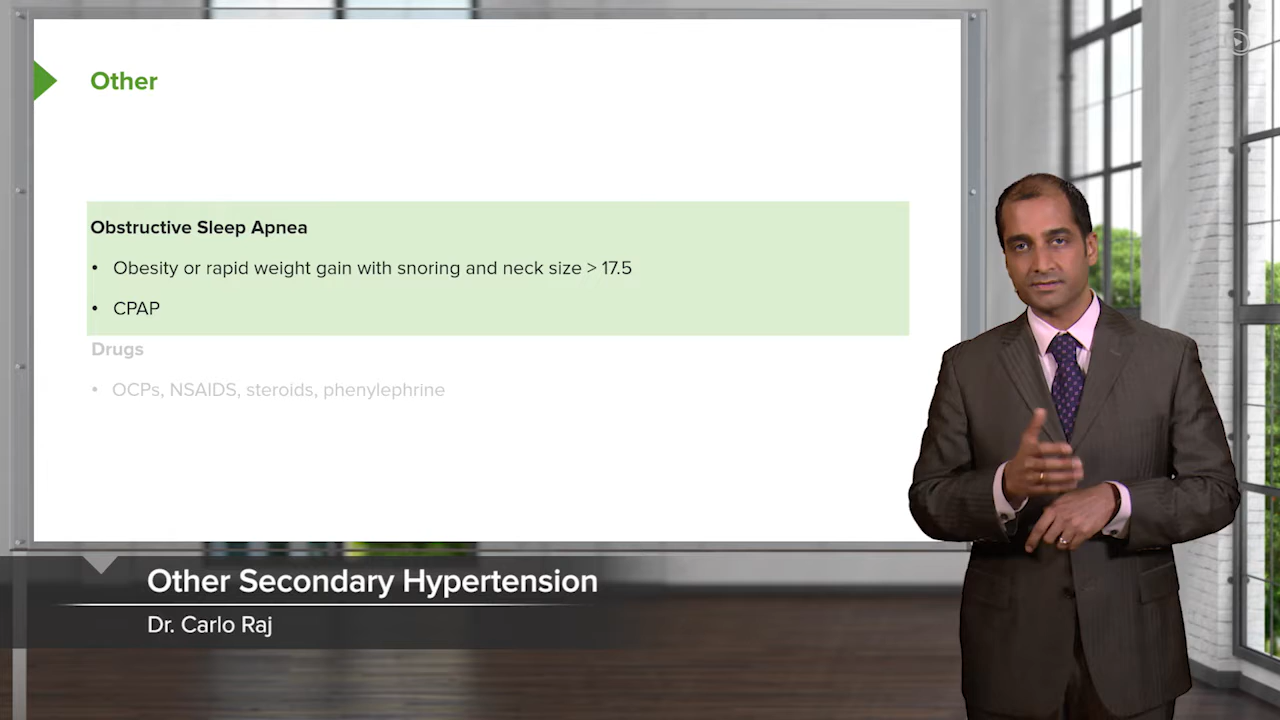 Other
Obstructive Sleep Apnea
• Obesity or rapid weight gain with snoring and neck size > 17.5
• CPAP
Drugs
• OCPs, NSAIDS, steroids, phenylephrine
Other Secondary Hypertension
Dr. Carlo Raj